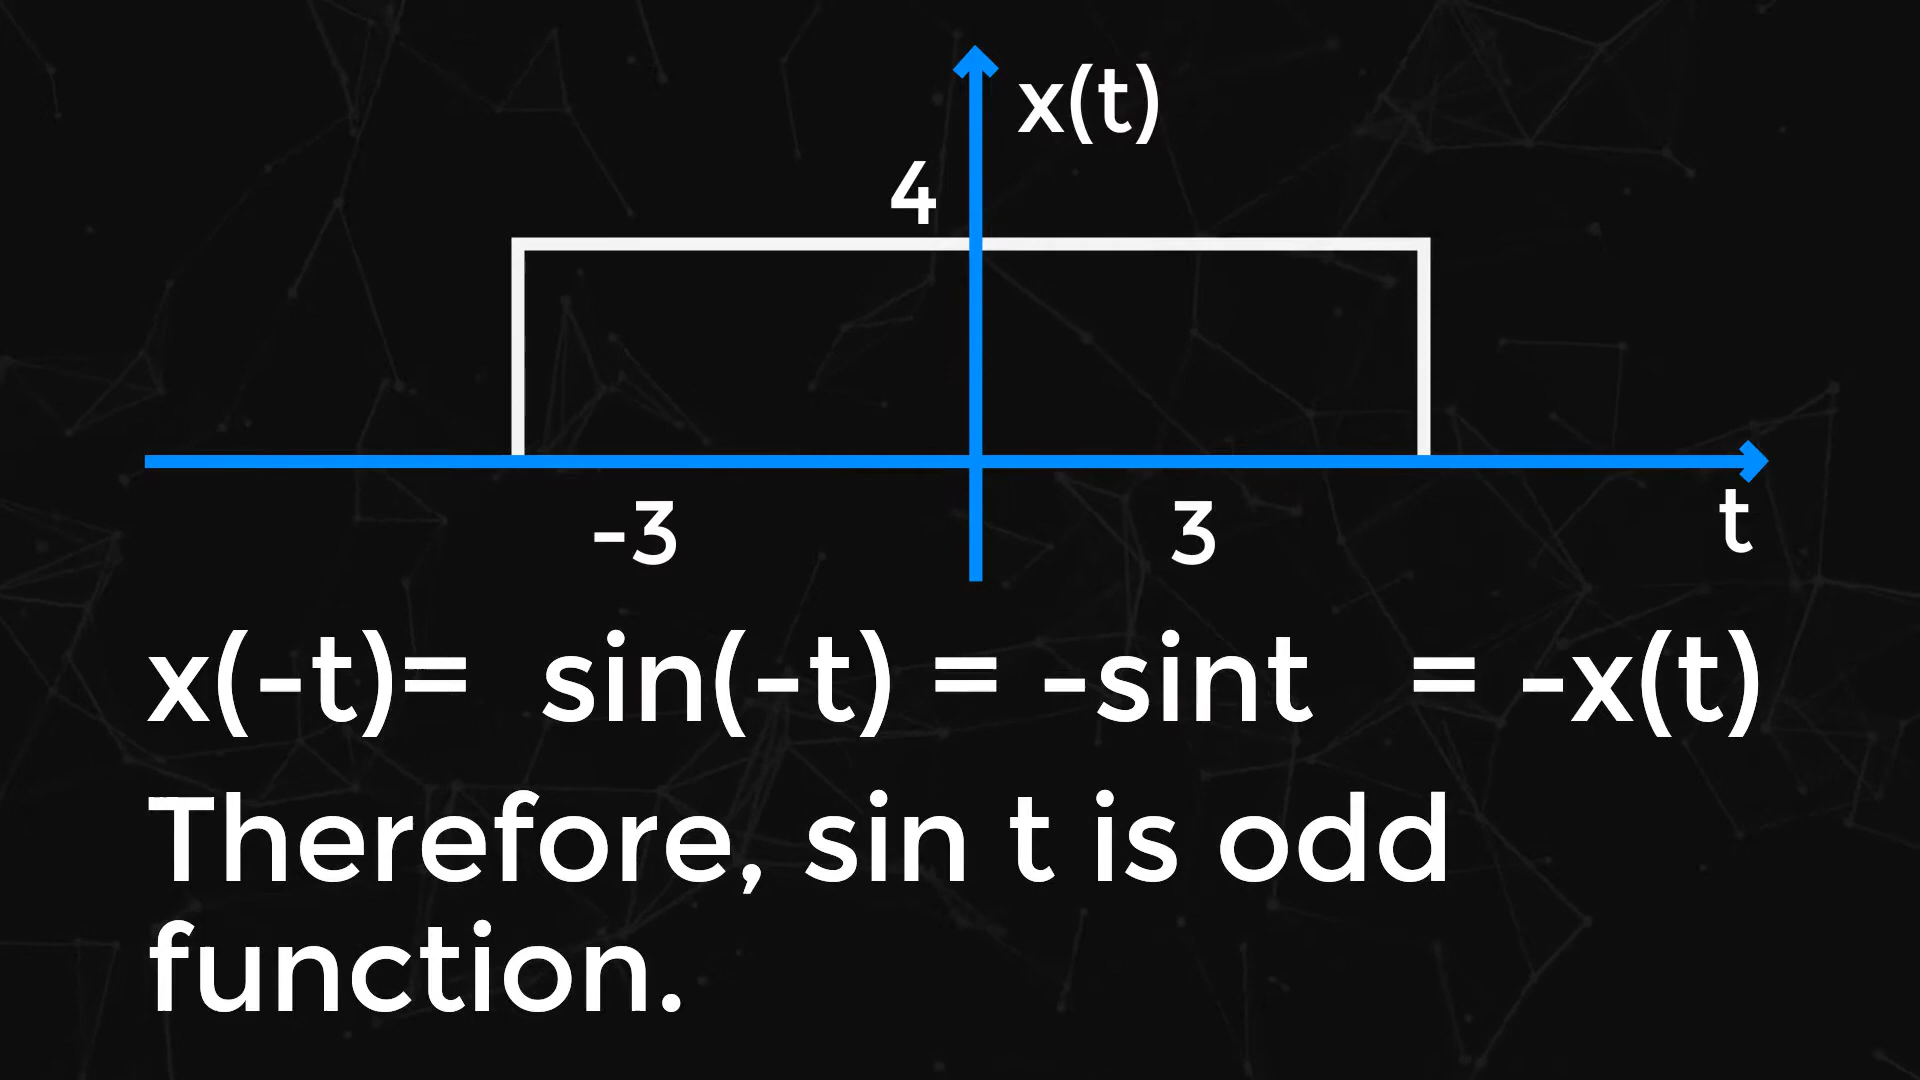 x(t)
4
-3 3 t
x(-t)= sin(-t) = -sint = -x(t)
Therefore, sin t is odd
function.